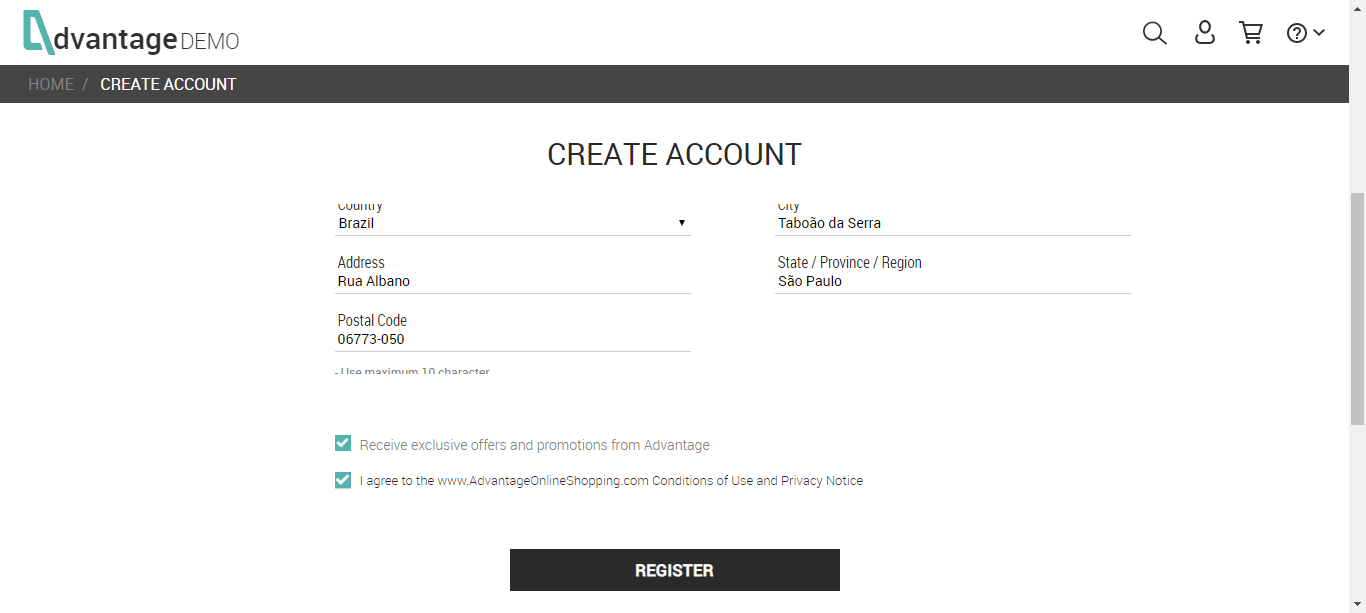 dvantage DEMO
HOME / CREATE ACCOUNT
CREATE ACCOUNT
Country City
Brazil Taboão da Serra
Address State / Province / Region
Rua Albano São Paulo
Postal Code
06773-050
- Use maximum 10 character
Receive exclusive offers and promotions from Advantage
I agree to the www.AdvantageOnlineShopping.com Conditions of Use and Privacy Notice
REGISTER